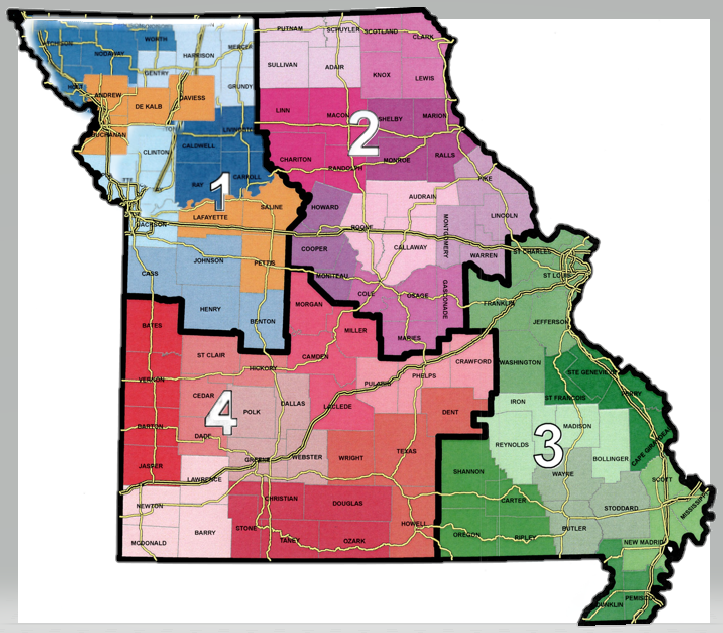 PUTNAM
SCHUYLER
SCOTLAND
CLARK
WORTH
NODAWAY
HARRISON
MERCER
SULLIVAN
ADAIR
KNOX
LEWIS
GENTRY
GRUNDY
HOLT
ANDREW
DE KALB
DAVIESS
LINN
MACON
SHELBY
MARION
2
CLINTON
CALDWELL
CHARITON
RANDOLPH
MONROE
RALLS
PIKE
RAY
CARROLL
1
SALINE
LAFAYETTE
HOWARD
AUDRAIN
LINCOLN
JACKSON
BOONE
CALLAWAY
MONTGOMERY
WARREN
ST CHARLES
ST LOUIS
CASS
JOHNSON
PETTIS
COOPER
MONITEAU
COLE
OSAGE
GASCONADE
FRANKLIN
JEFFERSON
HENRY
BENTON
MORGAN
MILLER
MARIES
BATES
ST CLAIR
HICKORY
CAMDEN
PULASKI
PHELPS
CRAWFORD
WASHINGTON
STE GENEVIEVE
VERNON
CEDAR
POLK
DALLAS
LACLEDE
DENT
IRON
ST FRANCOIS
PERRY
4
BARTON
DADE
REYNOLDS
MADISON
3
BOLLINGER
CAPE GIRARDEAU
JASPER
LAWRENCE
GREENE
WEBSTER
WRIGHT
TEXAS
SHANNON
WAYNE
SCOTT
NEWTON
CHRISTIAN
DOUGLAS
CARTER
STODDARD
MISSISSIPPI
MCDONALD
BARRY
STONE
TANEY
OZARK
HOWELL
OREGON
RIPLEY
BUTLER
NEW MADRID
DUNKLIN
PEMISCOT